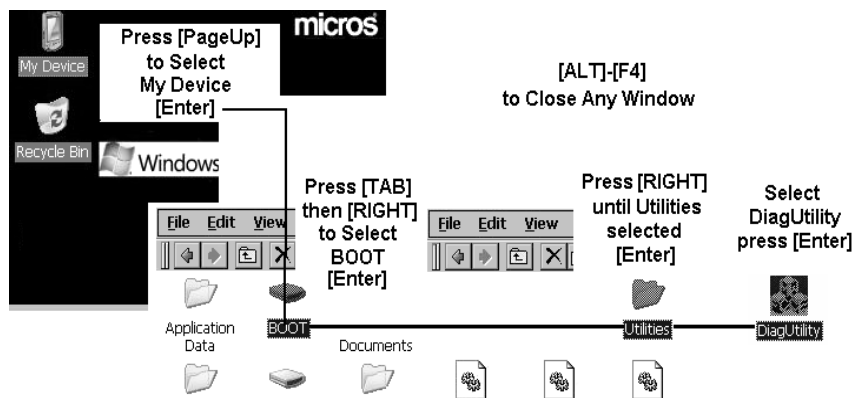 micros
Press [PageUp]
to Select
My Device
[Enter]
My Device
Recycle Bin
Windows
[ALT]-[F4]
to Close Any Window
Press [TAB]
then [RIGHT]
to Select
BOOT
[Enter]
File Edit View
File Edit View
Press [RIGHT]
until Utilities
selected
[Enter]
Select
DiagUtility
press [Enter]
Application
Data
BOOT
Documents
Utilities
DiagUtility